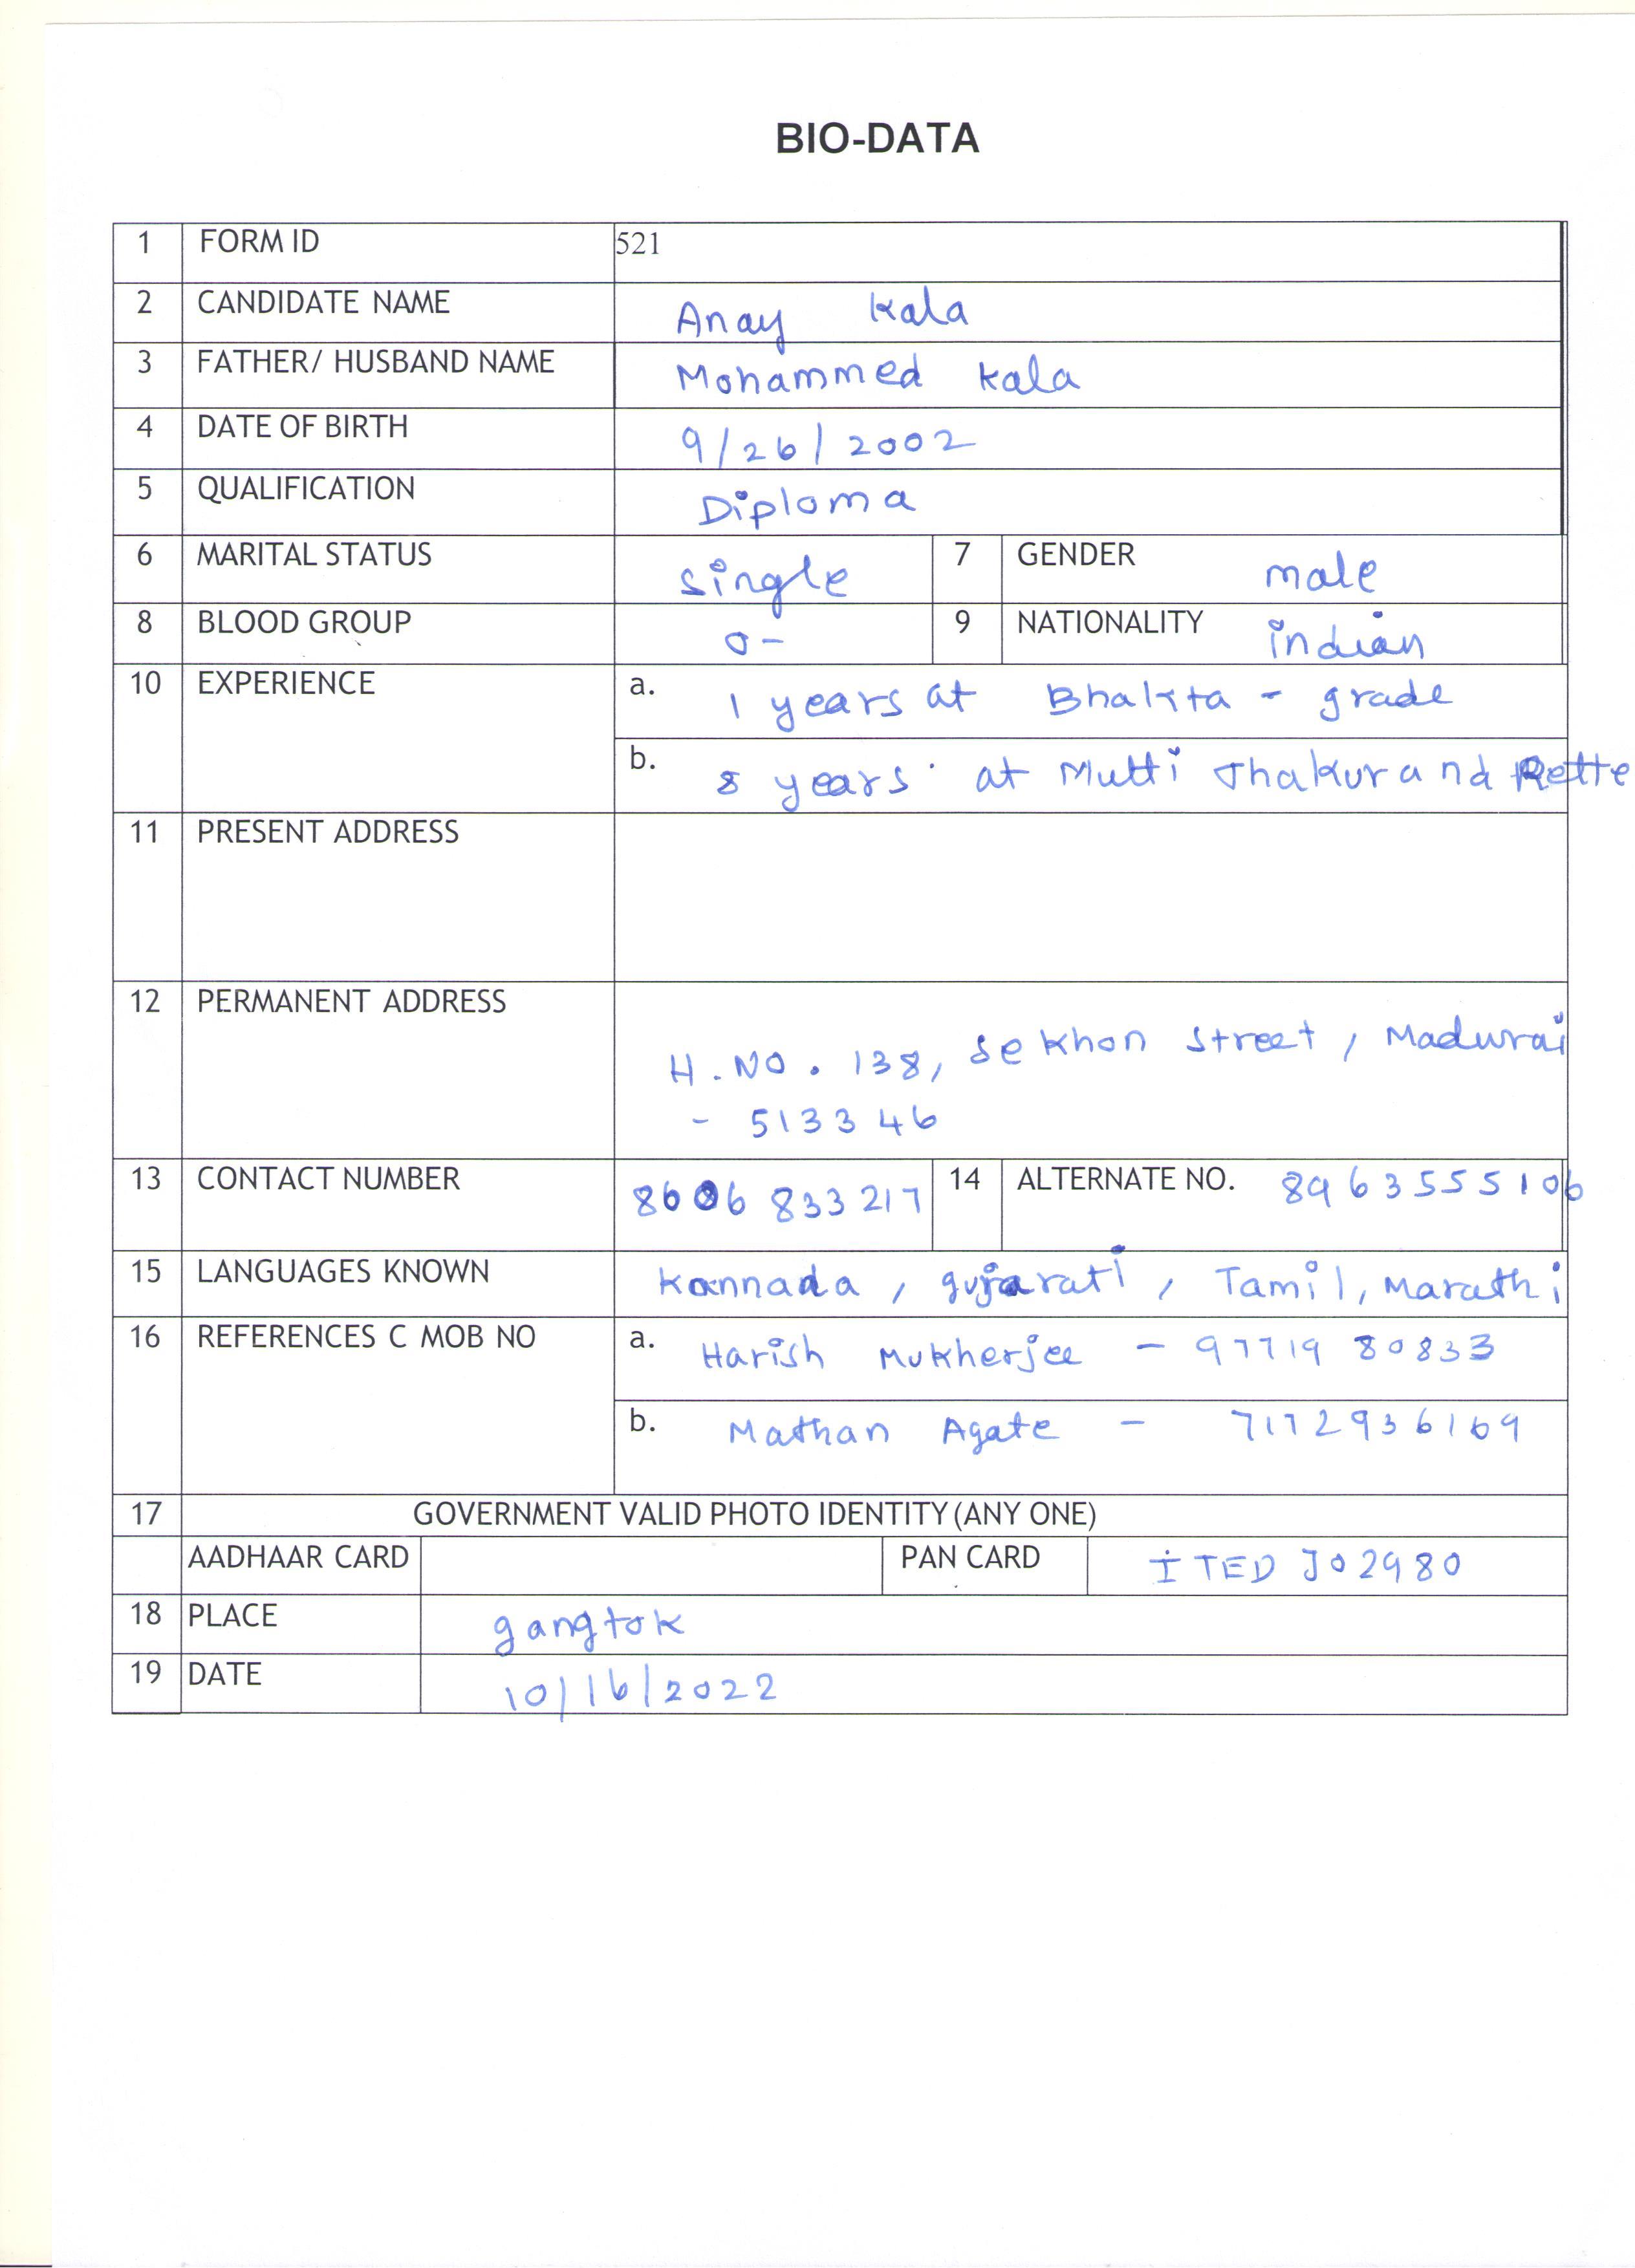 BIO-DATA
1 FORM ID 521
2 CANDIDATE NAME Anay Kala
3 FATHER/ HUSBAND NAME Mohammed Kala
4 DATE OF BIRTH 9/26/2002
5 QUALIFICATION Diploma
6 MARITAL STATUS single 7 GENDER male
8 BLOOD GROUP O- 9 NATIONALITY indian
10 EXPERIENCE a. 1 years at Bhakta - grade
b. 8 years at Mutti Thakur and
11 PRESENT ADDRESS
12 PERMANENT ADDRESS
H.NO. 138, Sekhon Street, Madurai
- 513346
13 CONTACT NUMBER 8606833217 14 ALTERNATE NO. 89635555106
15 LANGUAGES KNOWN Kannada, gujarati, Tamil, Marathi
16 REFERENCES C MOB NO a. Harish Mukherjee - 9771980833
b. Mathan Agate - 7172936169
17 GOVERNMENT VALID PHOTO IDENTITY (ANY ONE)
AADHAAR CARD PAN CARD ITEDJ02980
18 PLACE gangtok
19 DATE 10/16/2022